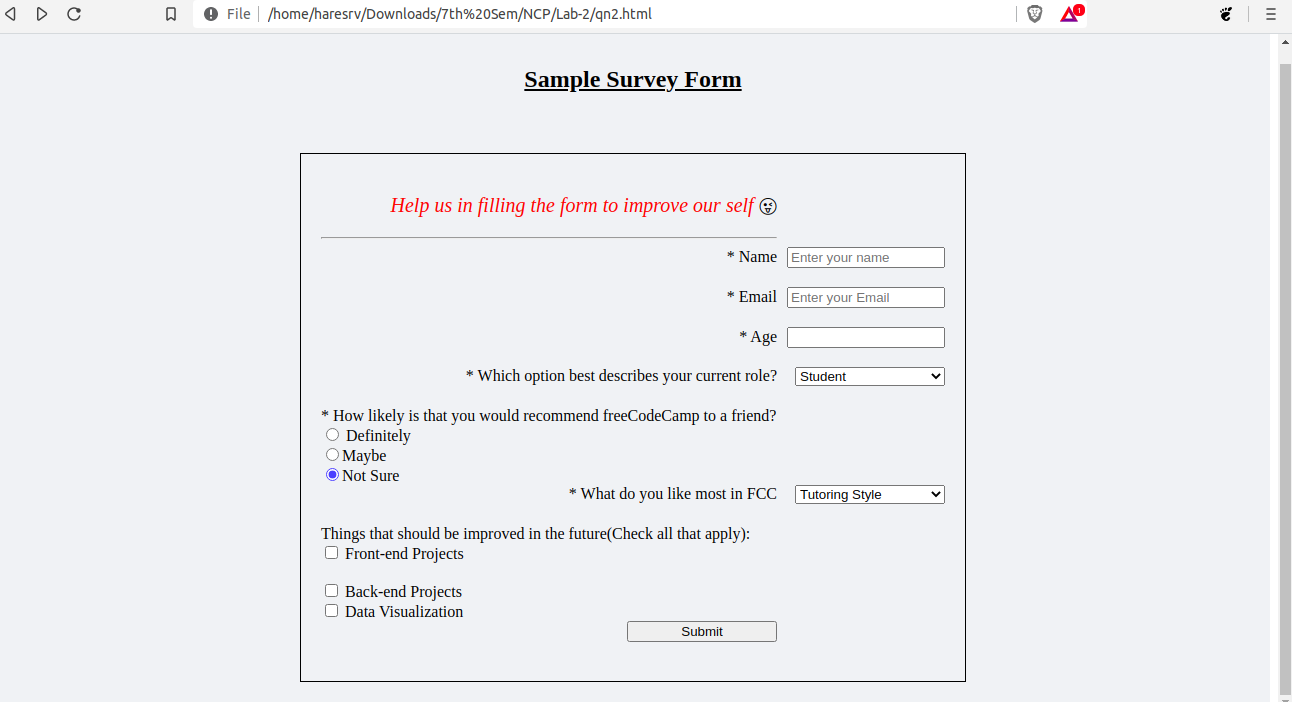 File | /home/haresrv/Downloads/7th%20Sem/NCP/Lab-2/qn2.html
1
Sample Survey Form
Help us in filling the form to improve our self 😜
* Name Enter your name
* Email Enter your Email
* Age
* Which option best describes your current role? Student
* How likely is that you would recommend freeCodeCamp to a friend?
Definitely
Maybe
Not Sure
* What do you like most in FCC Tutoring Style
Things that should be improved in the future(Check all that apply):
Front-end Projects
Back-end Projects
Data Visualization
Submit